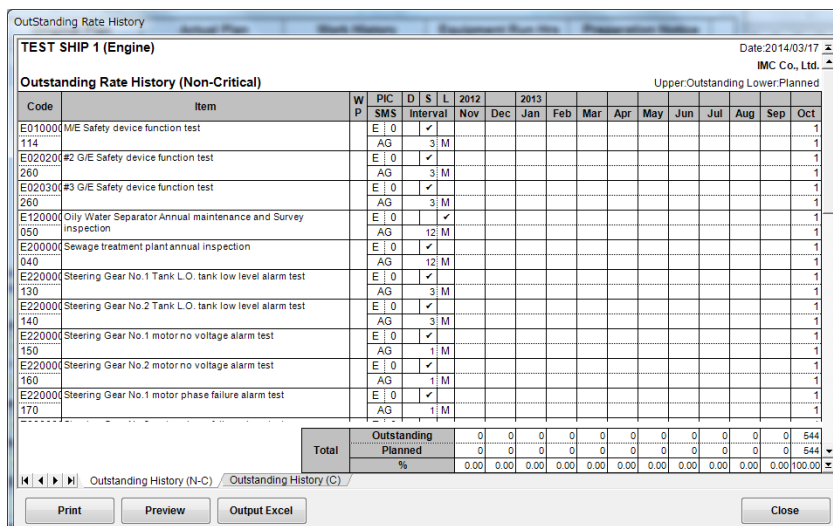 OutStanding Rate History
TEST SHIP 1 (Engine) Date:2014/03/17
IMC Co., Ltd.
Outstanding Rate History (Non-Critical) Upper:Outstanding Lower:Planned
Code Item W P PIC D S L 2012 2013
SMS Interval Nov Dec Jan Feb Mar Apr May Jun Jul Aug Sep Oct
E010000 M/E Safety device function test E 0 ✔ 1
114 AG 3 M 1
E020200 #2 G/E Safety device function test E 0 ✔ 1
260 AG 3 M 1
E020300 #3 G/E Safety device function test E 0 ✔ 1
260 AG 3 M 1
E120000 Oily Water Separator Annual maintenance and Survey E 0 ✔ 1
050 inspection AG 12 M 1
E200000 Sewage treatment plant annual inspection E 0 ✔ 1
040 AG 12 M 1
E220000 Steering Gear No.1 Tank L.O. tank low level alarm test E 0 ✔ 1
130 AG 3 M 1
E220000 Steering Gear No.2 Tank L.O. tank low level alarm test E 0 ✔ 1
140 AG 3 M 1
E220000 Steering Gear No.1 motor no voltage alarm test E 0 ✔ 1
150 AG 1 M 1
E220000 Steering Gear No.2 motor no voltage alarm test E 0 ✔ 1
160 AG 1 M 1
E220000 Steering Gear No.1 motor phase failure alarm test E 0 ✔ 1
170 AG 1 M 1
Total Outstanding 0 0 0 0 0 0 0 0 0 0 0 544
Planned 0 0 0 0 0 0 0 0 0 0 0 544
% 0.00 0.00 0.00 0.00 0.00 0.00 0.00 0.00 0.00 0.00 0.00 100.00
Outstanding History (N-C) Outstanding History (C)
Print Preview Output Excel Close